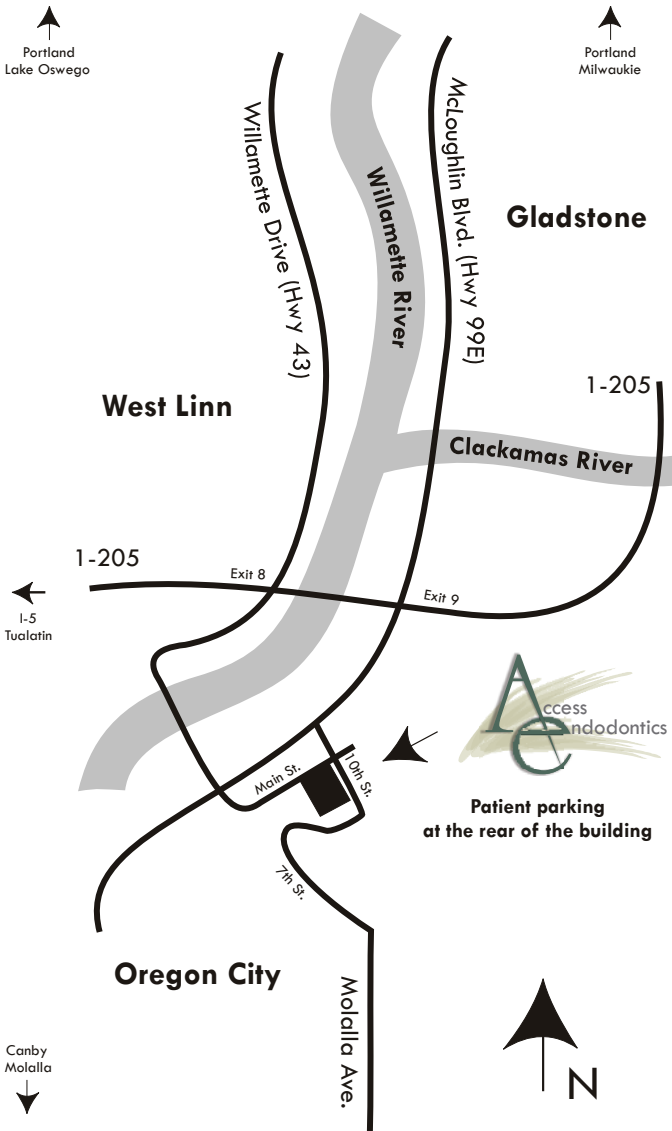 Portland
Lake Oswego
Portland
Milwaukie
Willamette Drive (Hwy 43)
Willamette River
McLoughlin Blvd. (Hwy 99E)
Gladstone
West Linn
1-205
Clackamas River
1-205
Exit 8
Exit 9
I-5
Tualatin
Access
endodontics
Main St.
10th St.
Patient parking
at the rear of the building
7th St.
Oregon City
Molalla Ave.
Canby
Molalla
N